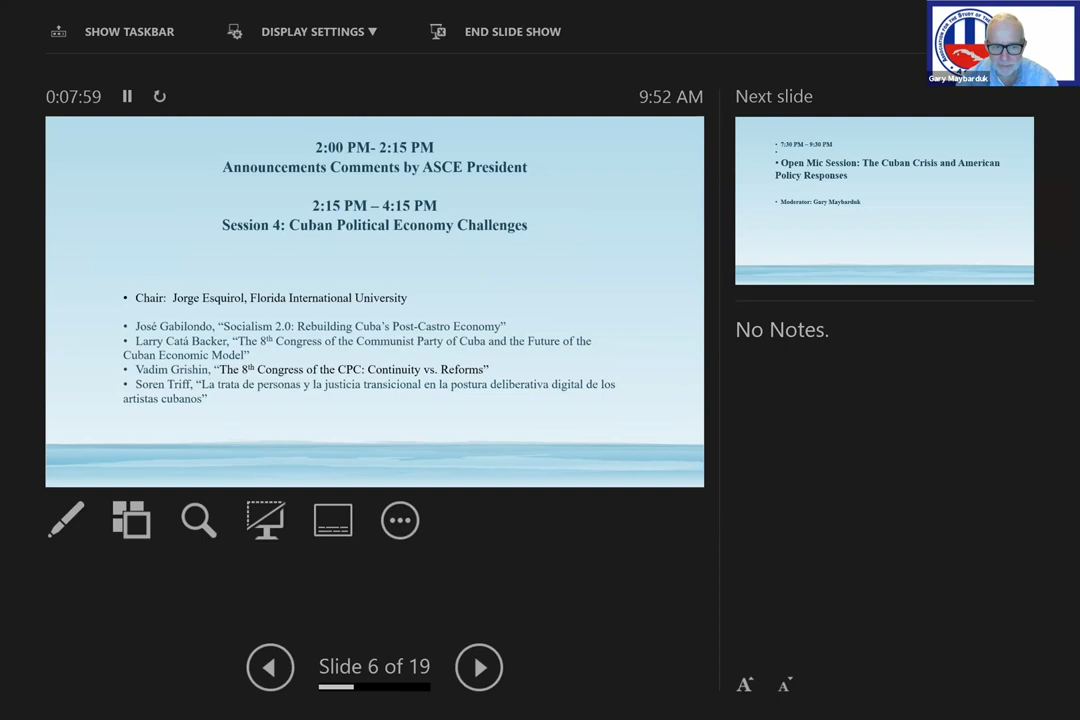 SHOW TASKBAR
DISPLAY SETTINGS ▼
END SLIDE SHOW
ASSOCIATION FOR THE STUDY OF THE
Gary Maybarduk
0:07:59
9:52 AM
Next slide
2:00 PM- 2:15 PM
Announcements Comments by ASCE President
2:15 PM – 4:15 PM
Session 4: Cuban Political Economy Challenges
• Chair: Jorge Esquirol, Florida International University
• José Gabilondo, “Socialism 2.0: Rebuilding Cuba’s Post-Castro Economy”
• Larry Catá Backer, “The 8th Congress of the Communist Party of Cuba and the Future of the
Cuban Economic Model”
• Vadim Grishin, “The 8th Congress of the CPC: Continuity vs. Reforms”
• Soren Triff, “La trata de personas y la justicia transicional en la postura deliberativa digital de los
artistas cubanos”
• 7:30 PM – 9:30 PM
•
• Open Mic Session: The Cuban Crisis and American
Policy Responses
• Moderator: Gary Maybarduk
No Notes.
Slide 6 of 19
A A